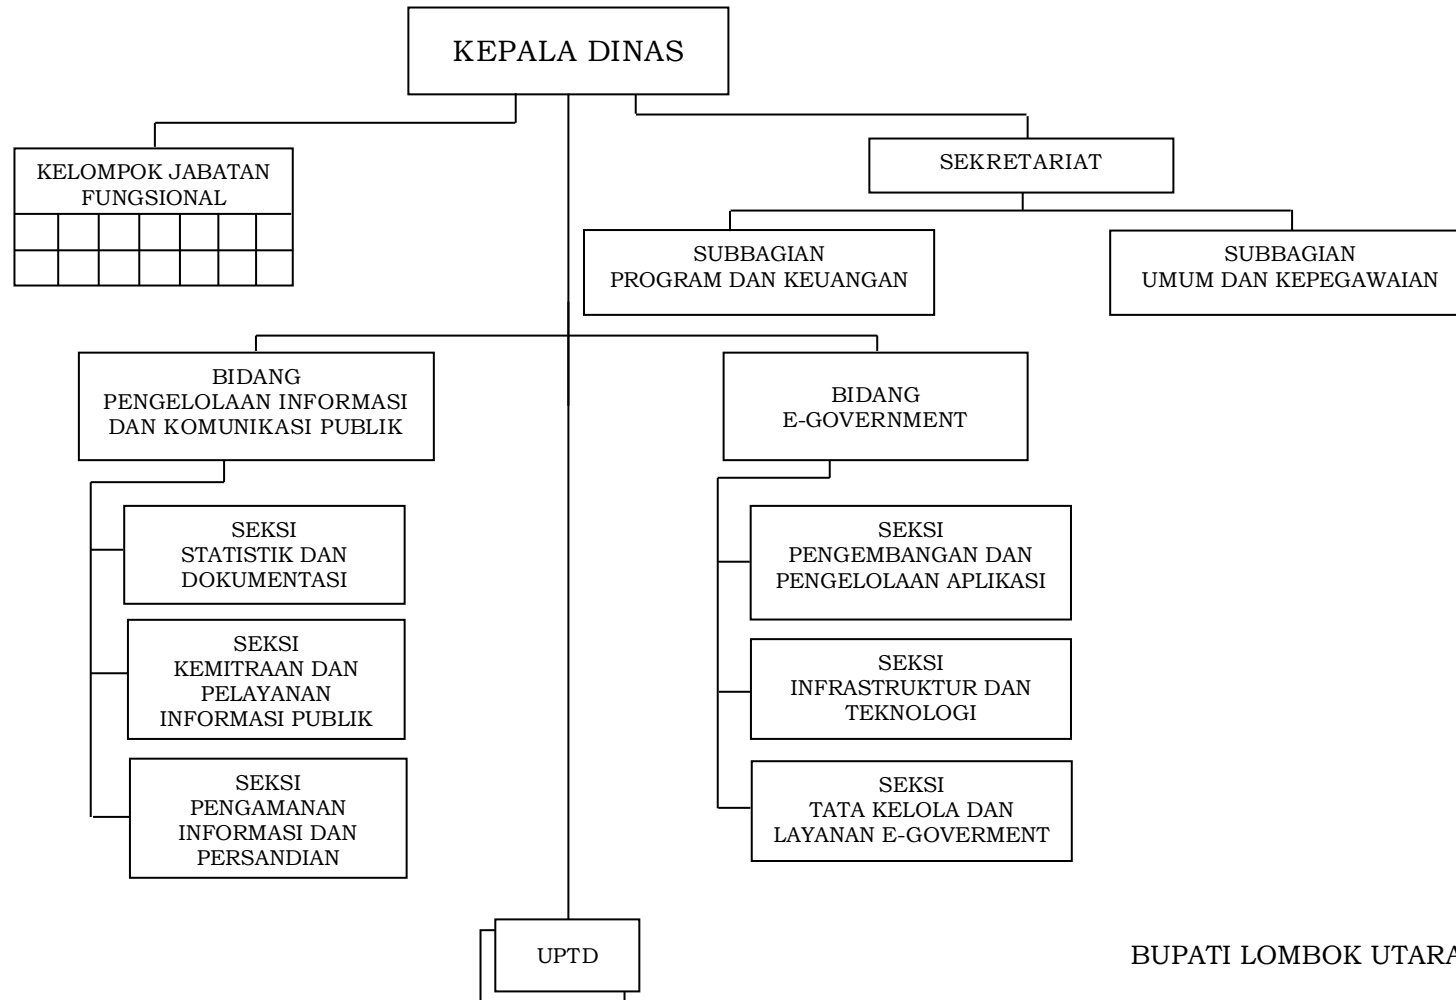 KEPALA DINAS
KELOMPOK JABATAN
FUNGSIONAL
SEKRETARIAT
SUBBAGIAN
PROGRAM DAN KEUANGAN
SUBBAGIAN
UMUM DAN KEPEGAWAIAN
BIDANG
PENGELOLAAN INFORMASI
DAN KOMUNIKASI PUBLIK
BIDANG
E-GOVERNMENT
SEKSI
STATISTIK DAN
DOKUMENTASI
SEKSI
KEMITRAAN DAN
PELAYANAN
INFORMASI PUBLIK
SEKSI
PENGAMANAN
INFORMASI DAN
PERSANDIAN
SEKSI
PENGEMBANGAN DAN
PENGELOLAAN APLIKASI
SEKSI
INFRASTRUKTUR DAN
TEKNOLOGI
SEKSI
TATA KELOLA DAN
LAYANAN E-GOVERMENT
UPTD
BUPATI LOMBOK UTARA